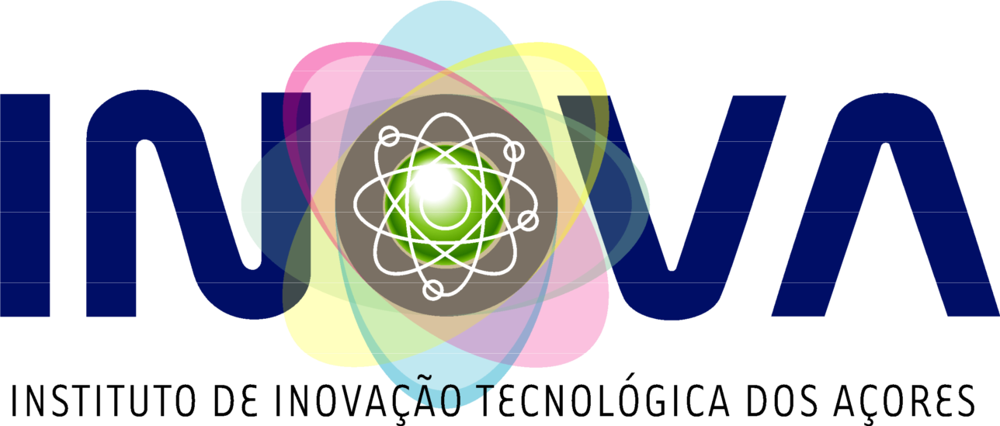 INOVA
INSTITUTO DE INOVAÇÃO TECNOLÓGICA DOS AÇORES